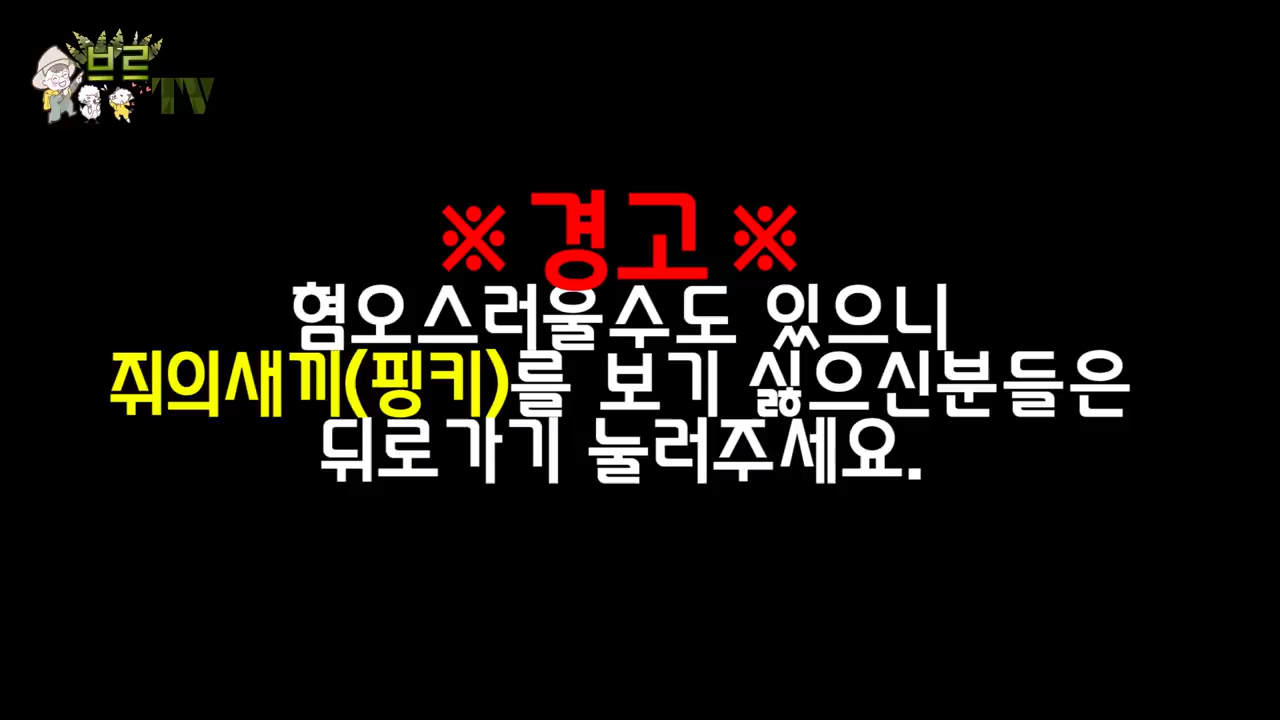 브르
TV
※경고※
혐오스러울수도 있으니
쥐의새끼(핑키)를 보기 싫으신분들은
뒤로가기 눌러주세요.